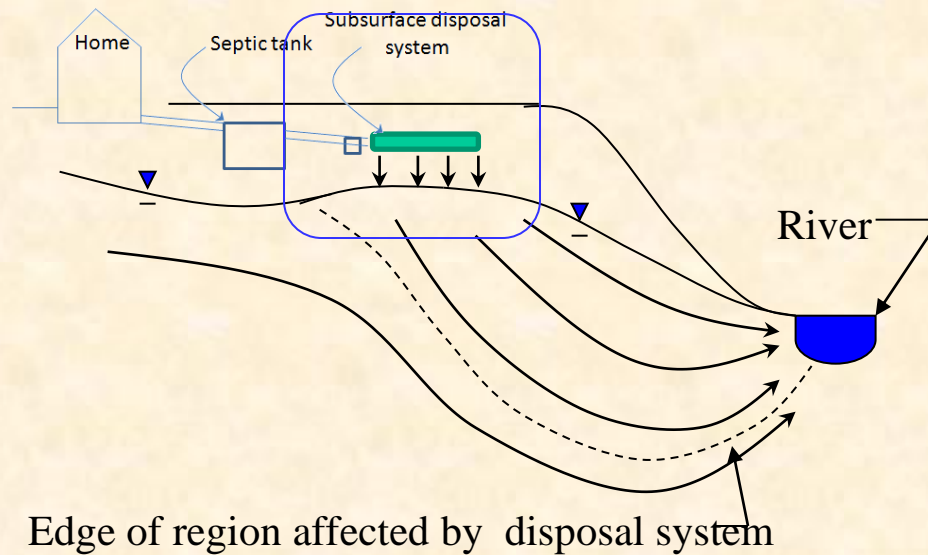 Home
Septic tank
Subsurface disposal
system
River
Edge of region affected by disposal system